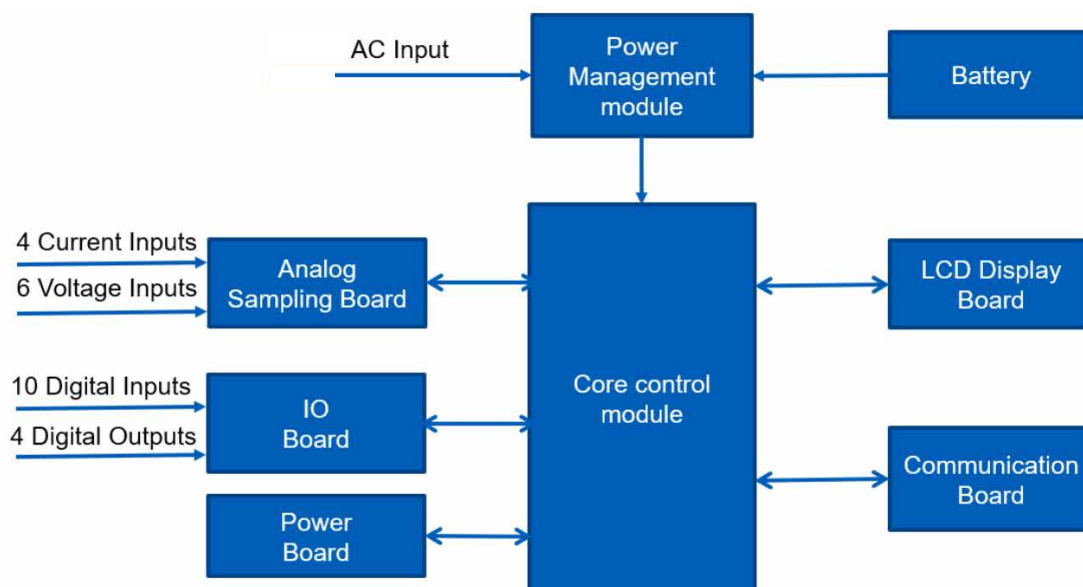 AC Input
Power
Management
module
Battery
4 Current Inputs
6 Voltage Inputs
Analog
Sampling Board
LCD Display
Board
10 Digital Inputs
4 Digital Outputs
IO
Board
Core control
module
Communication
Board
Power
Board